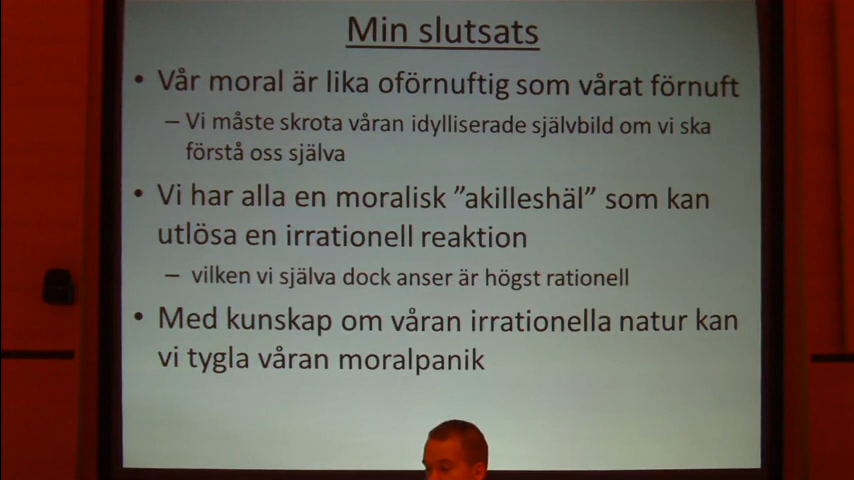 Min slutsats
• Vår moral är lika oförnuftig som vårat förnuft
– Vi måste skrota våran idylliserade självbild om vi ska
förstå oss själva
• Vi har alla en moralisk ”akilleshäl” som kan
utlösa en irrationell reaktion
– vilken vi själva dock anser är högst rationell
• Med kunskap om våran irrationella natur kan
vi tygla våran moralpanik